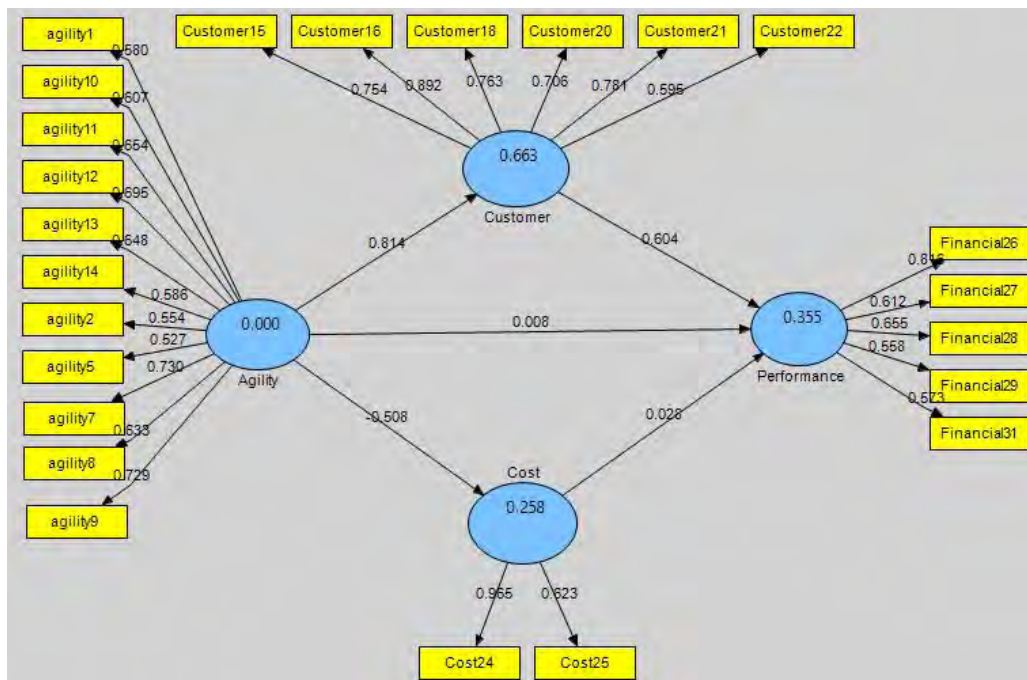 agility1
agility10
agility11
agility12
agility13
agility14
agility2
agility5
agility7
agility8
agility9
0.580
0.607
0.654
0.695
0.648
0.586
0.554
0.527
0.730
0.633
0.729
Customer15
Customer16
Customer18
Customer20
Customer21
Customer22
0.754
0.892
0.763
0.706
0.781
0.595
0.663
Customer
0.814
0.604
0.000
Agility
0.008
0.355
Performance
-0.508
0.028
Cost
0.258
0.965
0.623
Cost24
Cost25
0.612
0.655
0.558
0.573
Financial26
Financial27
Financial28
Financial29
Financial31